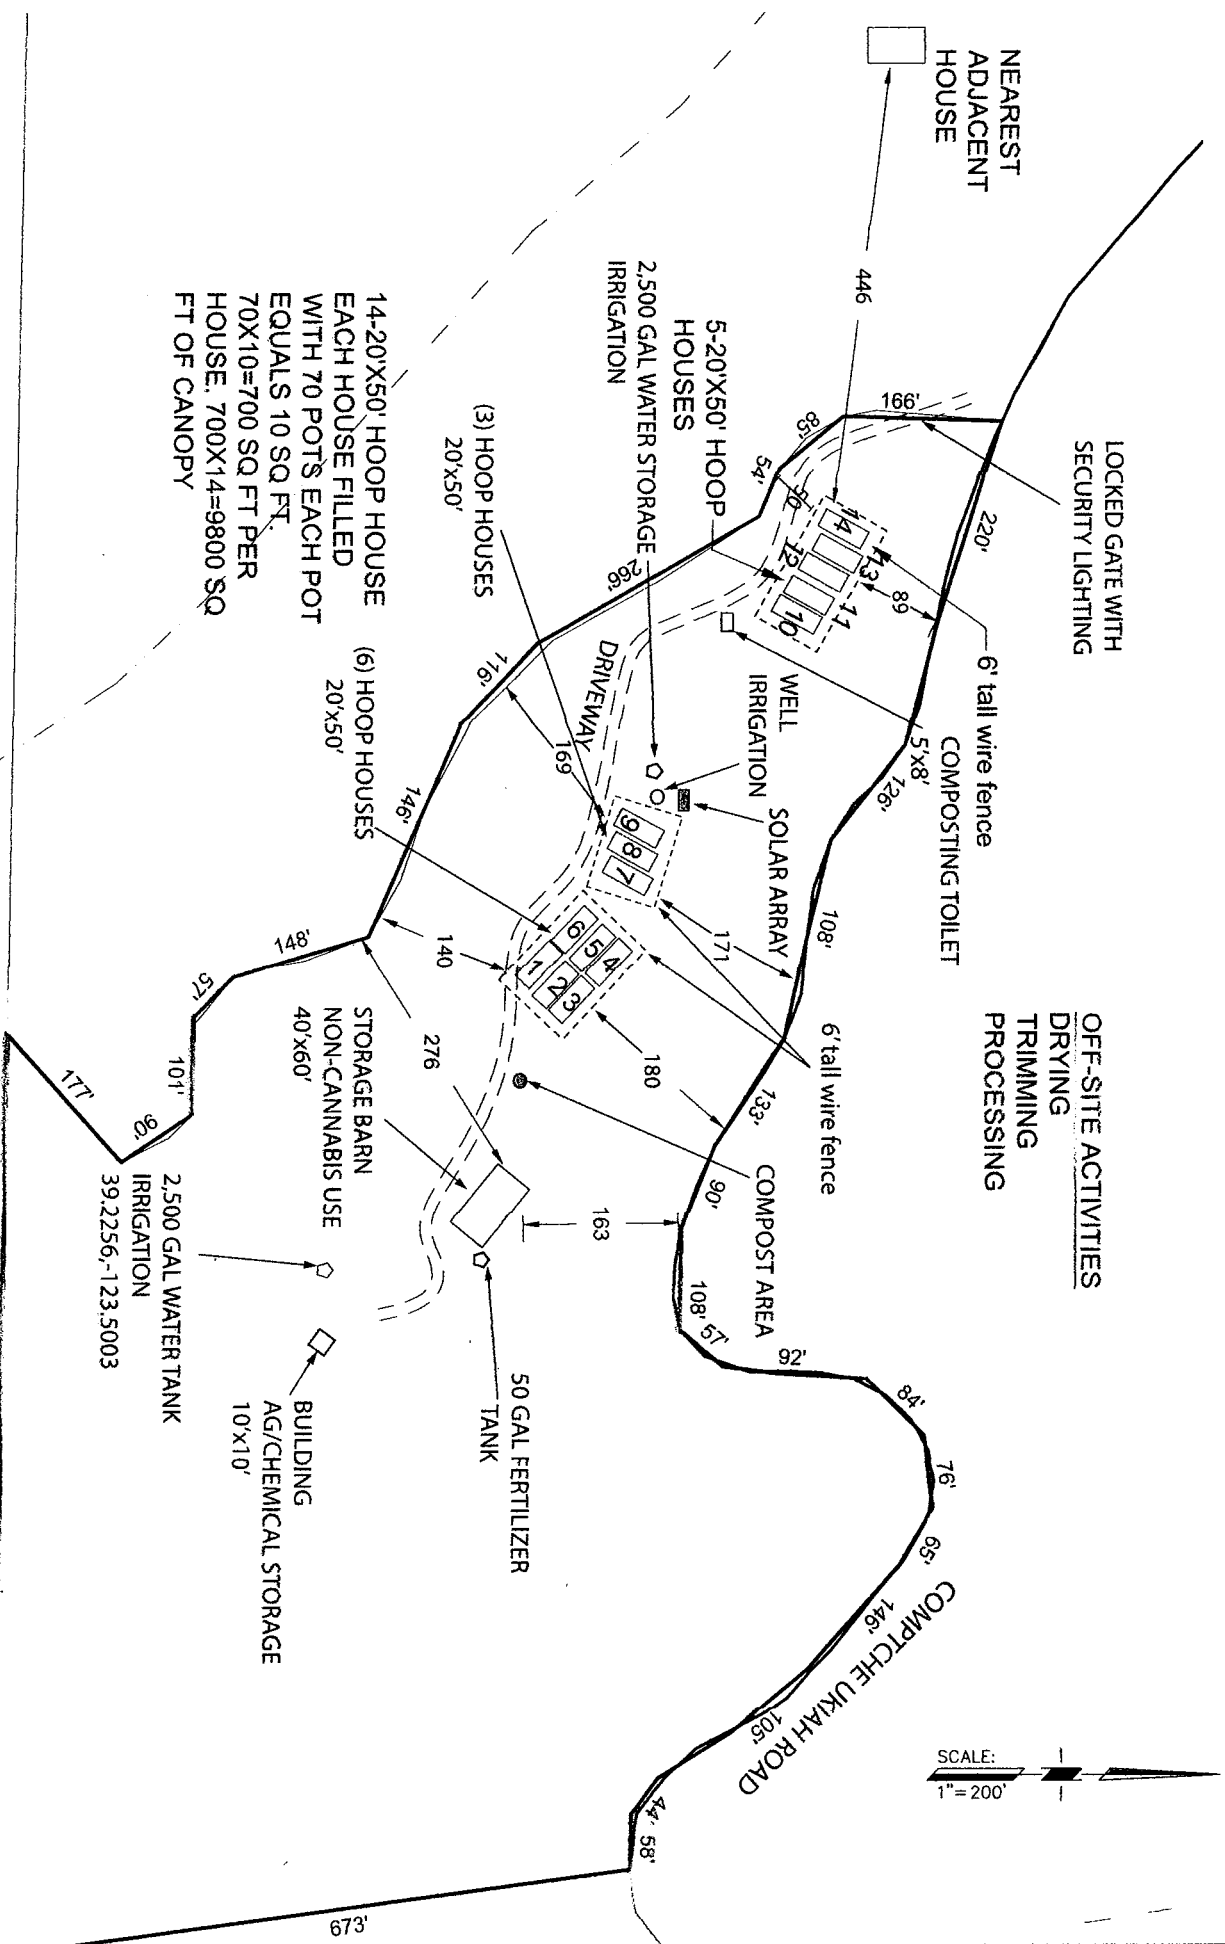 NEAREST
ADJACENT
HOUSE
446
LOCKED GATE WITH
SECURITY LIGHTING
166'
85'
54'
50
220'
14
13
12
11
10
89
6' tall wire fence
5-20'X50' HOOP
HOUSES
2,500 GAL WATER STORAGE
IRRIGATION
266'
COMPOSTING TOILET
5'x8'
126'
WELL
IRRIGATION
SOLAR ARRAY
DRIVEWAY
(3) HOOP HOUSES
20'x50'
116'
169
9
8
7
171
108'
14-20'X50' HOOP HOUSE
EACH HOUSE FILLED
WITH 70 POTS EACH POT
EQUALS 10 SQ FT.
70X10=700 SQ FT PER
HOUSE. 700X14=9800 SQ
FT OF CANOPY
(6) HOOP HOUSES
20'x50'
146'
140
6
5
4
1
2
3
6' tall wire fence
180
133'
OFF-SITE ACTIVITIES
DRYING
TRIMMING
PROCESSING
148'
57'
101'
90'
177'
276
STORAGE BARN
NON-CANNABIS USE
40'x60'
163
90'
COMPOST AREA
108'
57'
92'
84'
76'
65'
146'
105'
44'
58'
673'
COMPTCHE UKIAH ROAD
2,500 GAL WATER TANK
IRRIGATION
39.2256,-123.5003
BUILDING
AG/CHEMICAL STORAGE
10'x10'
50 GAL FERTILIZER
TANK
SCALE:
1"=200'